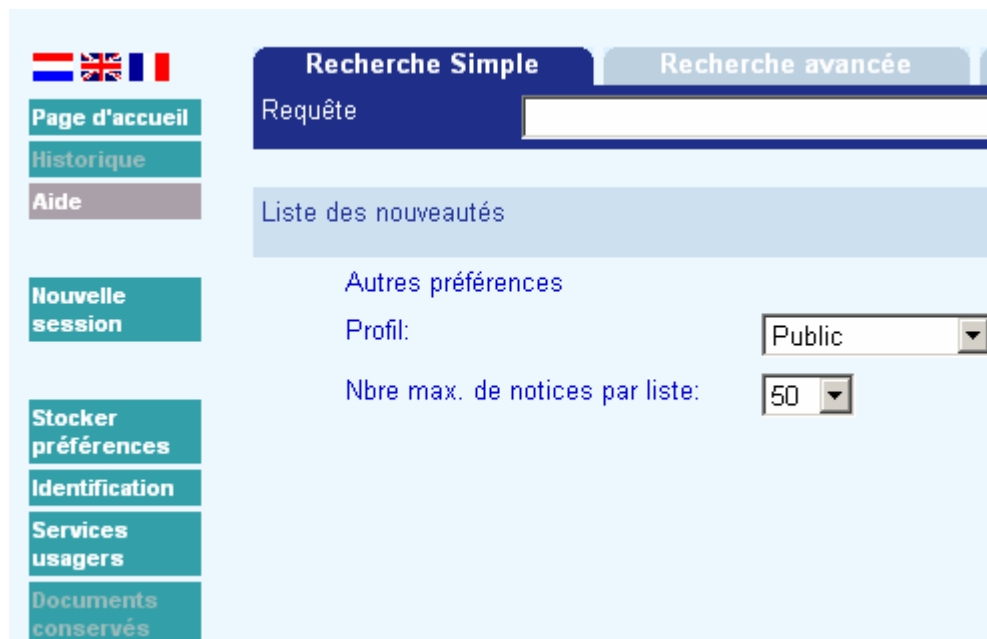 Recherche Simple
Recherche avancée
Requête
Page d'accueil
Historique
Aide
Nouvelle
session
Stocker
préférences
Identification
Services
usagers
Documents
conservés
Liste des nouveautés
Autres préférences
Profil:
Public
Nbre max. de notices par liste:
50